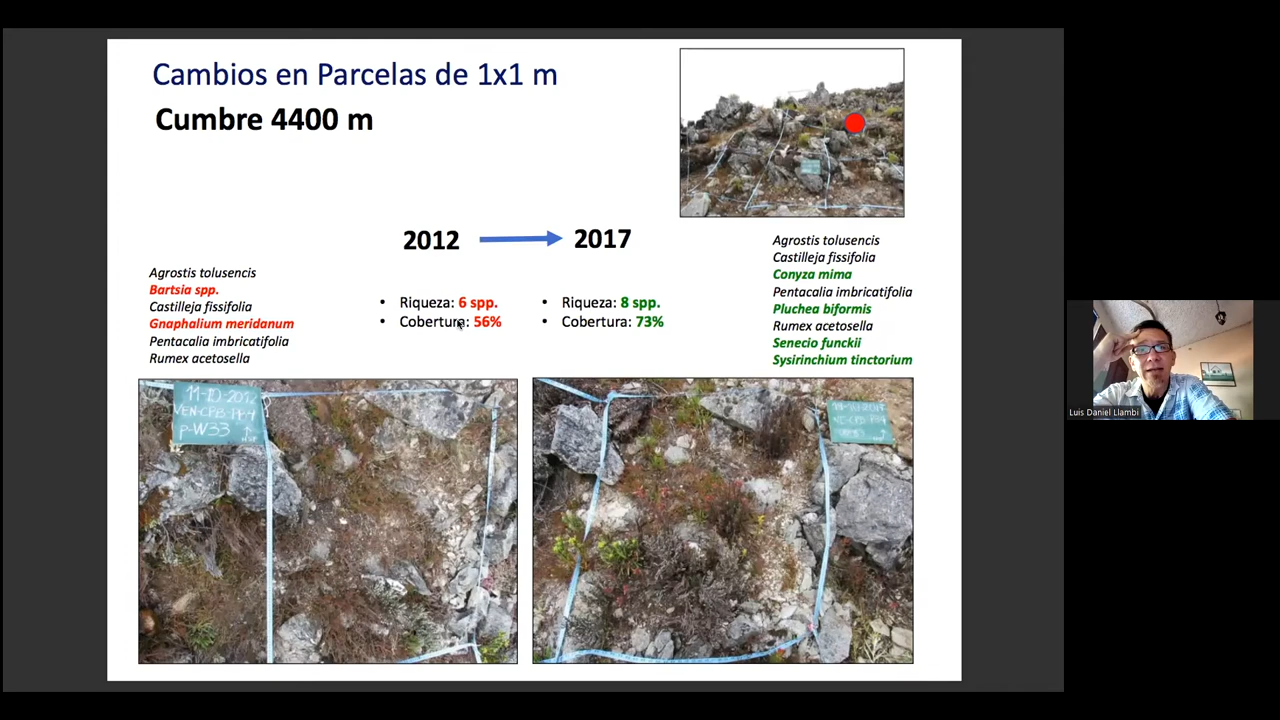 Cambios en Parcelas de 1x1 m
Cumbre 4400 m
2012
2017
Agrostis tolusencis
Bartsia spp.
Castilleja fissifolia
Gnaphalium meridanum
Pentacalia imbricatifolia
Rumex acetosella
• Riqueza: 6 spp.
• Cobertura: 56%
• Riqueza: 8 spp.
• Cobertura: 73%
Agrostis tolusencis
Castilleja fissifolia
Conyza mima
Pentacalia imbricatifolia
Pluchea biformis
Rumex acetosella
Senecio funckii
Sysirinchium tinctorium
11-10-2012
VEN-CPB-PP4
P-W33
Luis Daniel Llambi